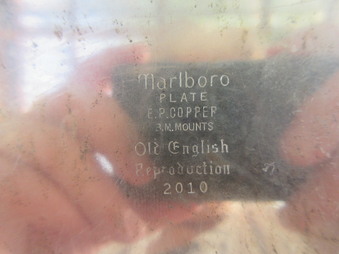 Marlboro
PLATE
E.P.COPPER
B.M.MOUNTS
Old English
Reproduction
2010